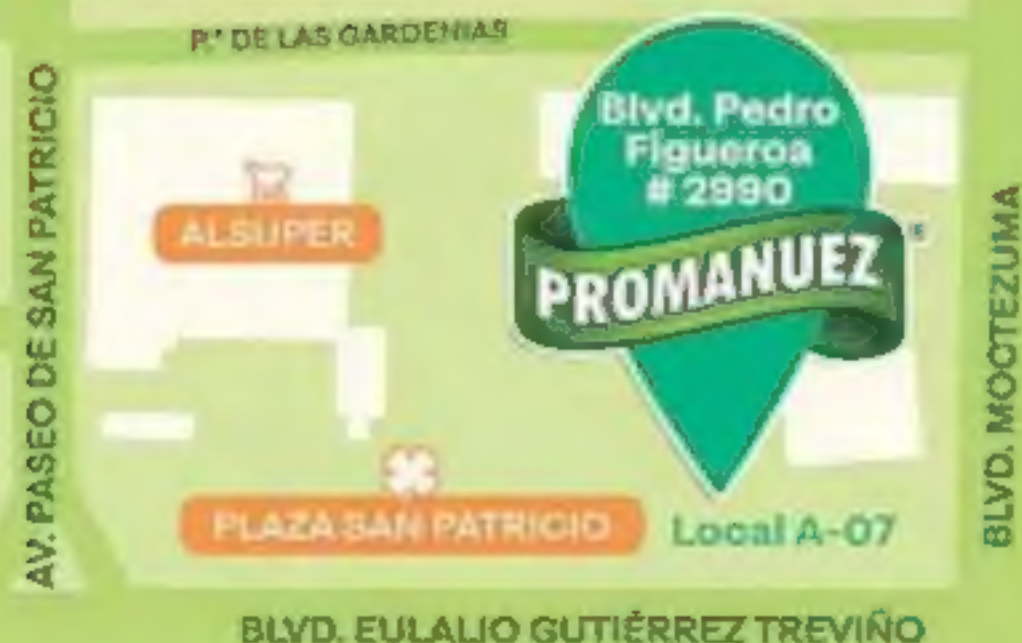 P.º DE LAS GARDENIAS
AV. PASEO DE SAN PATRICIO
Blvd. Pedro
Figueroa
# 2990
PROMANUEZ
ALSUPER
BLVD. MOCTEZUMA
PLAZA SAN PATRICIO
Local A-07
BLVD. EULALIO GUTIÉRREZ TREVIÑO